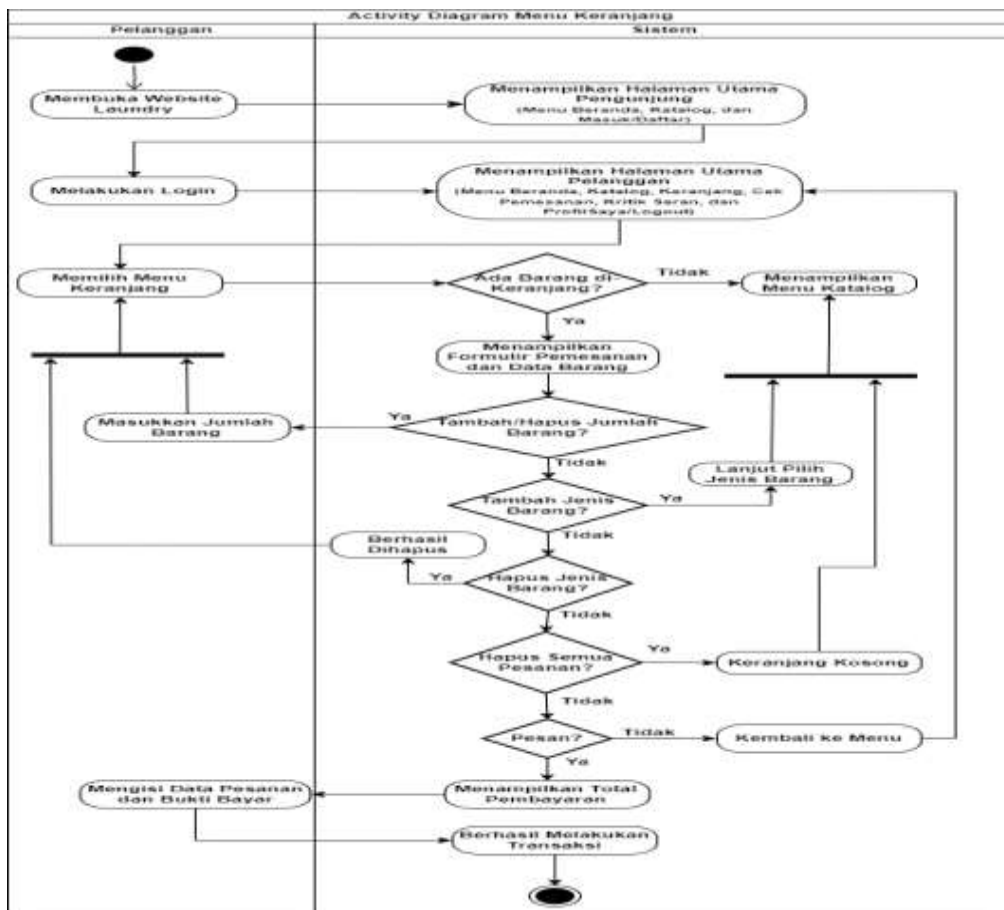 Activity Diagram Menu Keranjang
Pelanggan
Sistem
Membuka Website
Laundry
Menampilkan Halaman Utama
Pengunjung
(Menu Beranda, Katalog, dan
Masuk/Daftar)
Melakukan Login
Menampilkan Halaman Utama
Pelanggan
(Menu Beranda, Katalog, Keranjang, Cek
Pemesanan, Kritik Saran, dan
ProfilSaya/Logout)
Memilih Menu
Keranjang
Ada Barang di
Keranjang?
Tidak
Menampilkan
Menu Katalog
Ya
Menampilkan
Formulir Pemesanan
dan Data Barang
Tambah/Hapus Jumlah
Barang?
Ya
Masukkan Jumlah
Barang
Tidak
Tambah Jenis
Barang?
Ya
Lanjut Pilih
Jenis Barang
Tidak
Berhasil
Dihapus
Ya
Hapus Jenis
Barang?
Tidak
Hapus Semua
Pesanan?
Ya
Keranjang Kosong
Tidak
Pesan?
Tidak
Kembali ke Menu
Ya
Mengisi Data Pesanan
dan Bukti Bayar
Menampilkan Total
Pembayaran
Berhasil Melakukan
Transaksi